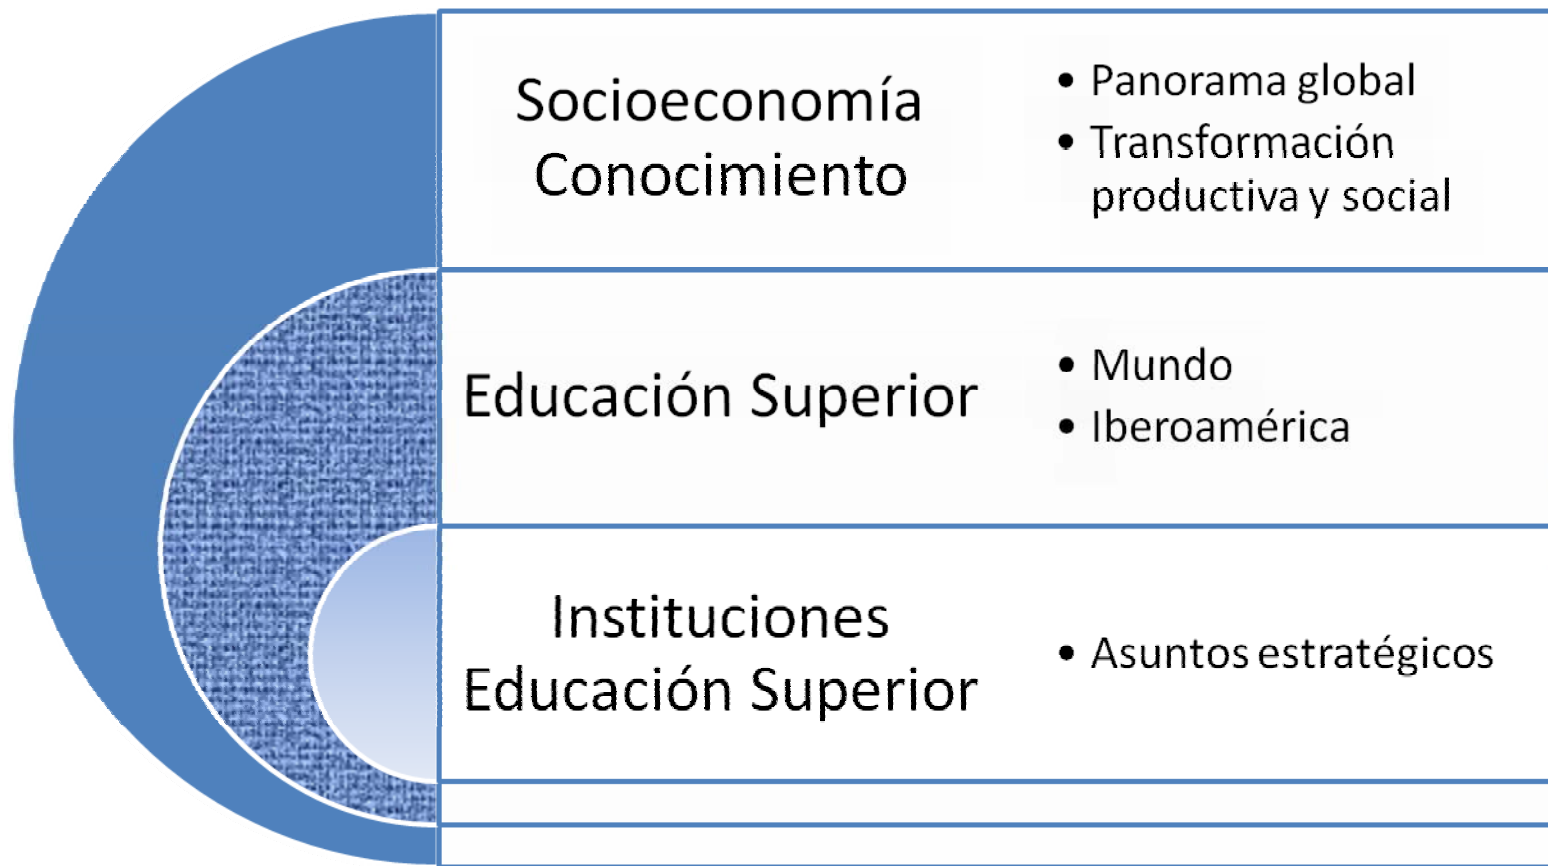 Socioeconomía
Conocimiento
• Panorama global
• Transformación
productiva y social
Educación Superior
• Mundo
• Iberoamérica
Instituciones
Educación Superior
• Asuntos estratégicos